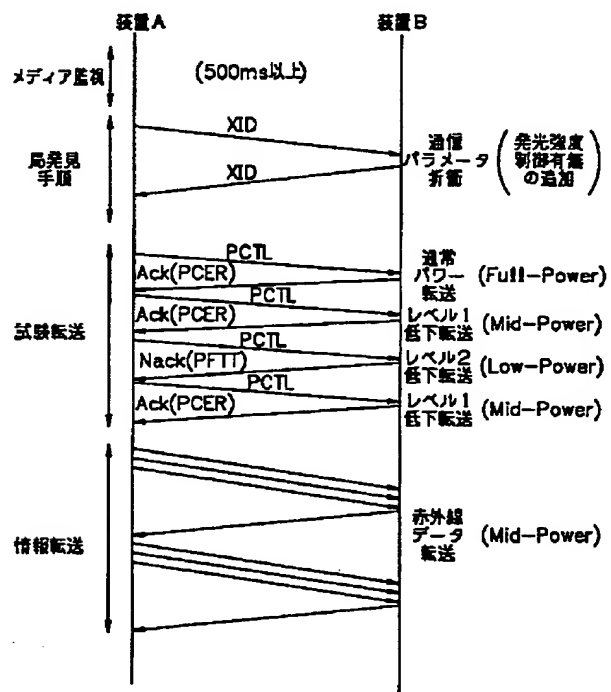 装置A
装置B
メディア監視
(500ms以上)
局発見
手順
XID
XID
通信
パラメータ
折衝
発光強度
制御有無
の追加
試験転送
PCTL
Ack(PCER)
通常
パワー
転送
(Full-Power)
PCTL
Ack(PCER)
レベル1
低下転送
(Mid-Power)
PCTL
Nack(PFTT)
レベル2
低下転送
(Low-Power)
PCTL
Ack(PCER)
レベル1
低下転送
(Mid-Power)
情報転送
赤外線
データ
転送
(Mid-Power)